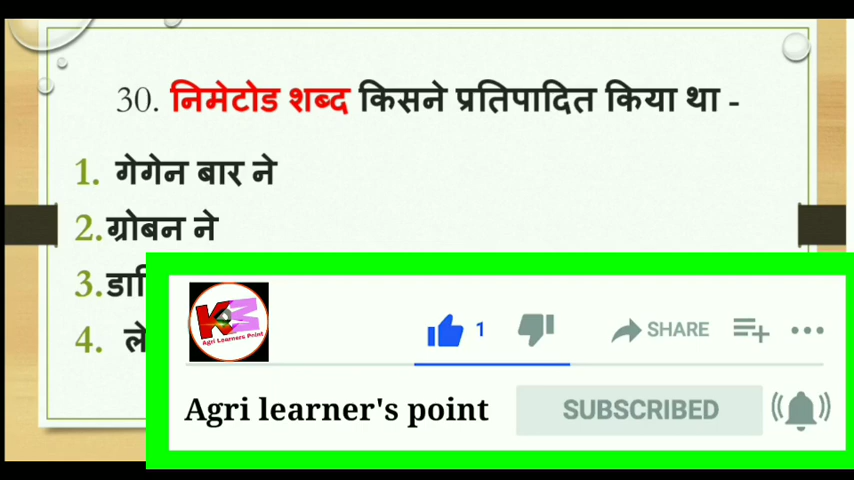 30. निमेटोड शब्द किसने प्रतिपादित किया था -
1. गेगेन बार ने
2. ग्रोबन ने
3.
4.
1
SHARE
Agri Learners Point
Agri learner's point
SUBSCRIBED